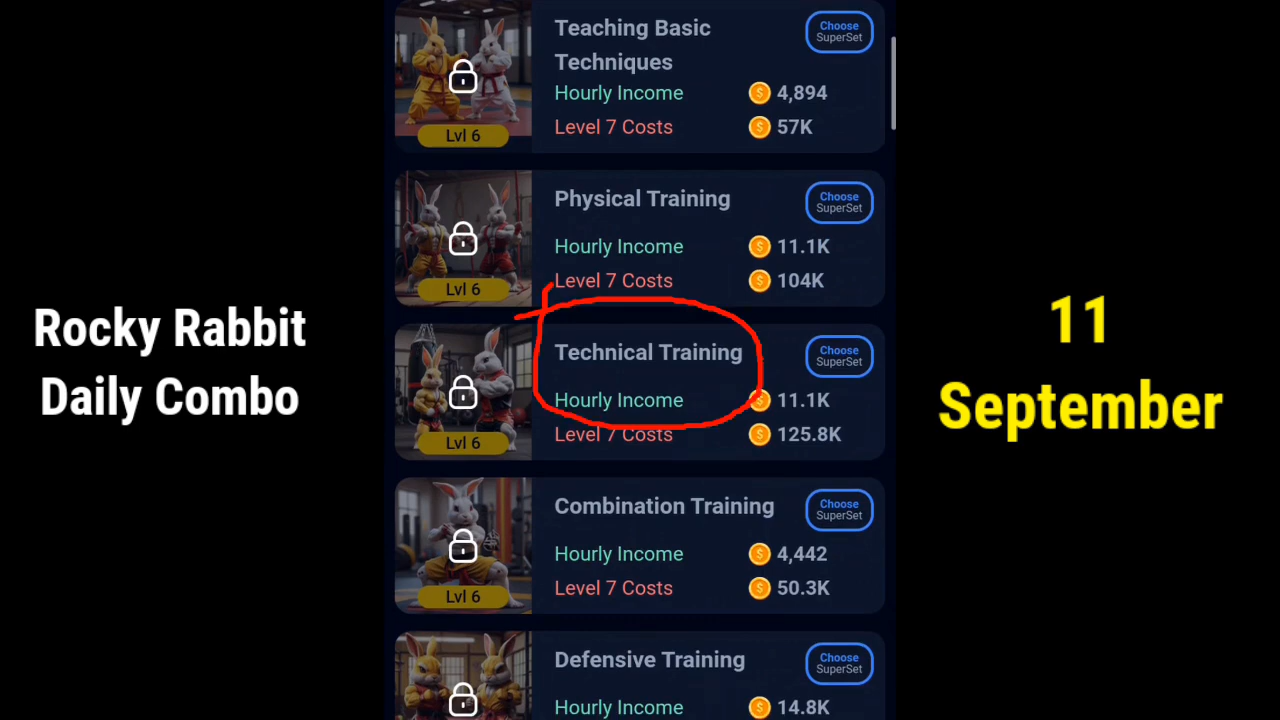 Rocky Rabbit
Daily Combo
Teaching Basic
Techniques
Choose
SuperSet
Hourly Income 4,894
Level 7 Costs 57K
Lvl 6
Physical Training
Choose
SuperSet
Hourly Income 11.1K
Level 7 Costs 104K
Lvl 6
Technical Training
Choose
SuperSet
Hourly Income 11.1K
Level 7 Costs 125.8K
Lvl 6
Combination Training
Choose
SuperSet
Hourly Income 4,442
Level 7 Costs 50.3K
Lvl 6
Defensive Training
Choose
SuperSet
Hourly Income 14.8K
11
September